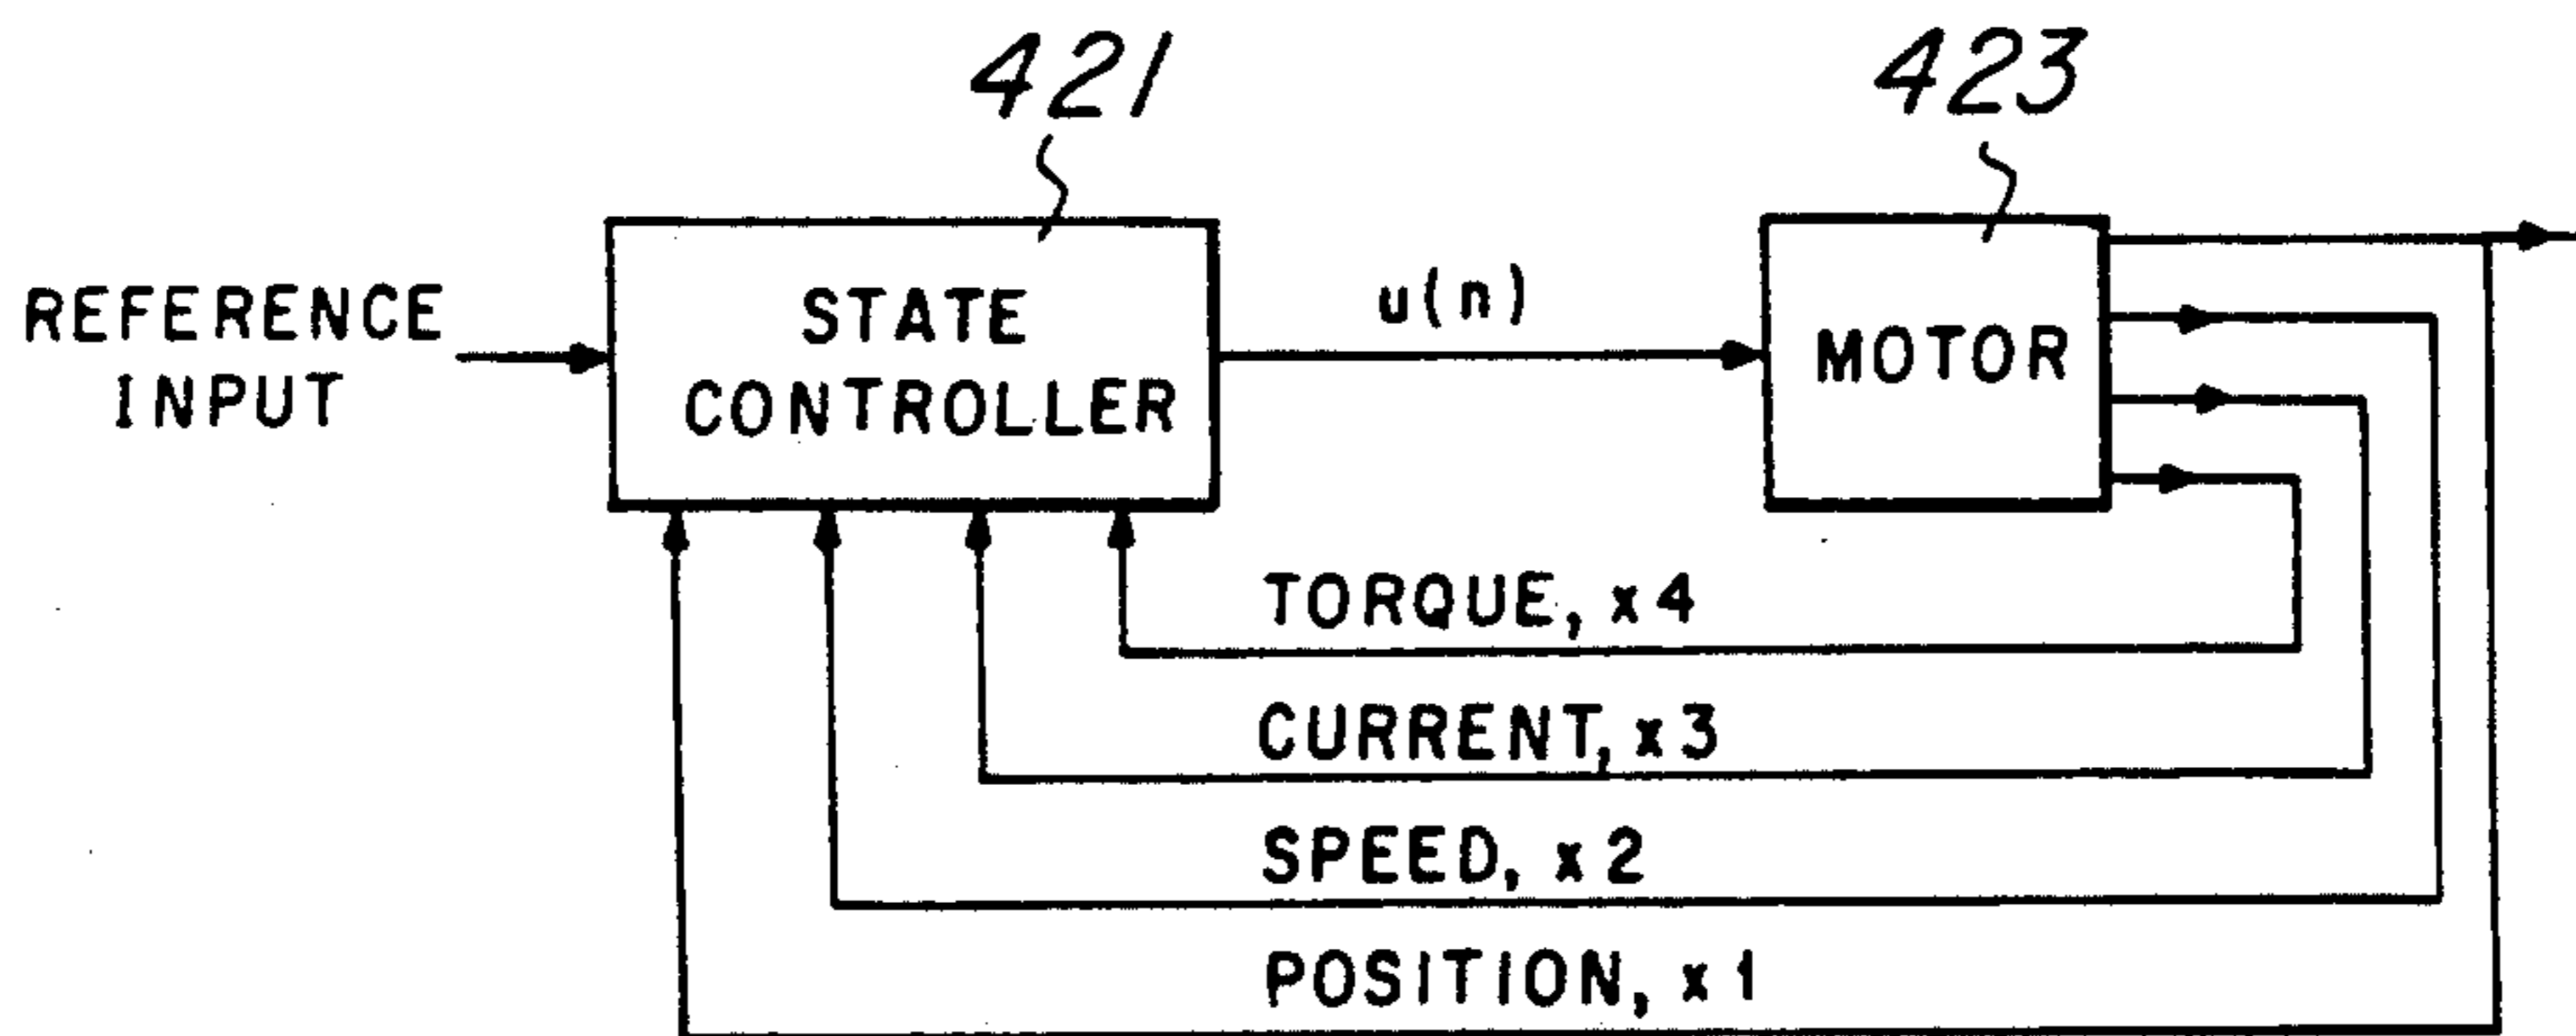 421
423
REFERENCE
INPUT
STATE
CONTROLLER
u(n)
MOTOR
TORQUE, x4
CURRENT, x3
SPEED, x2
POSITION, x1